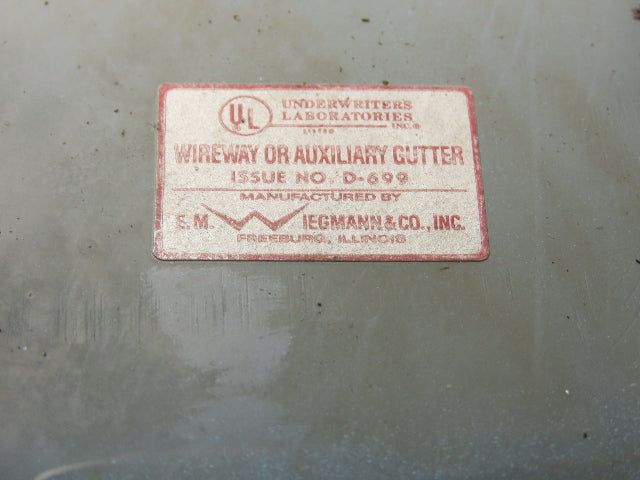 UL UNDERWRITERS
LABORATORIES
INC.®
LISTED
WIREWAY OR AUXILIARY GUTTER
ISSUE NO. D-699
MANUFACTURED BY
E.M. WIEGMANN & CO., INC.
FREEBURG, ILLINOIS